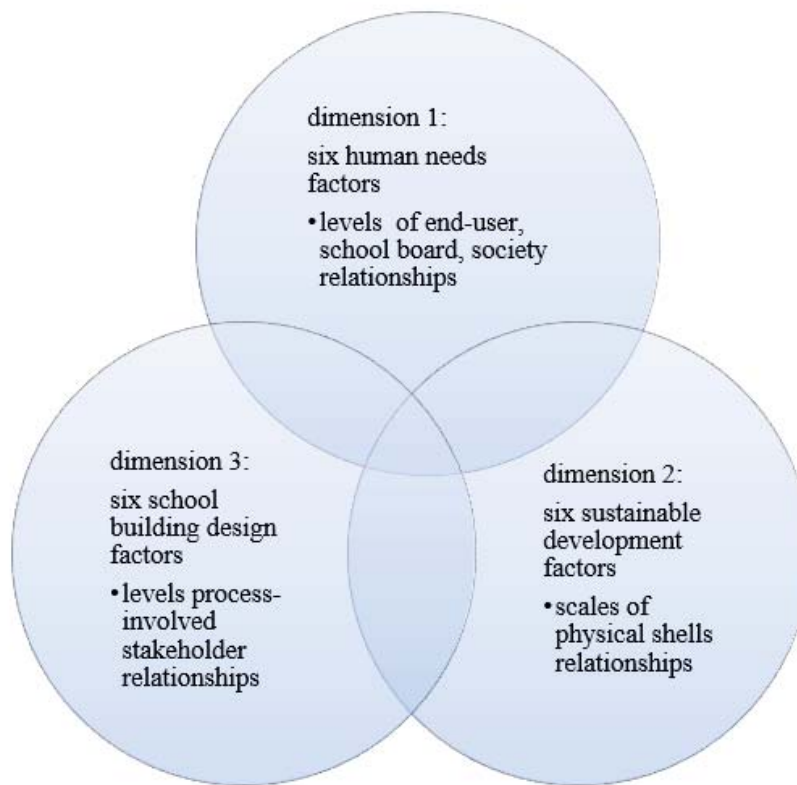 dimension 1:
six human needs
factors
•levels of end-user,
school board, society
relationships
dimension 3:
six school
building design
factors
•levels process-
involved
stakeholder
relationships
dimension 2:
six sustainable
development
factors
•scales of
physical shells
relationships